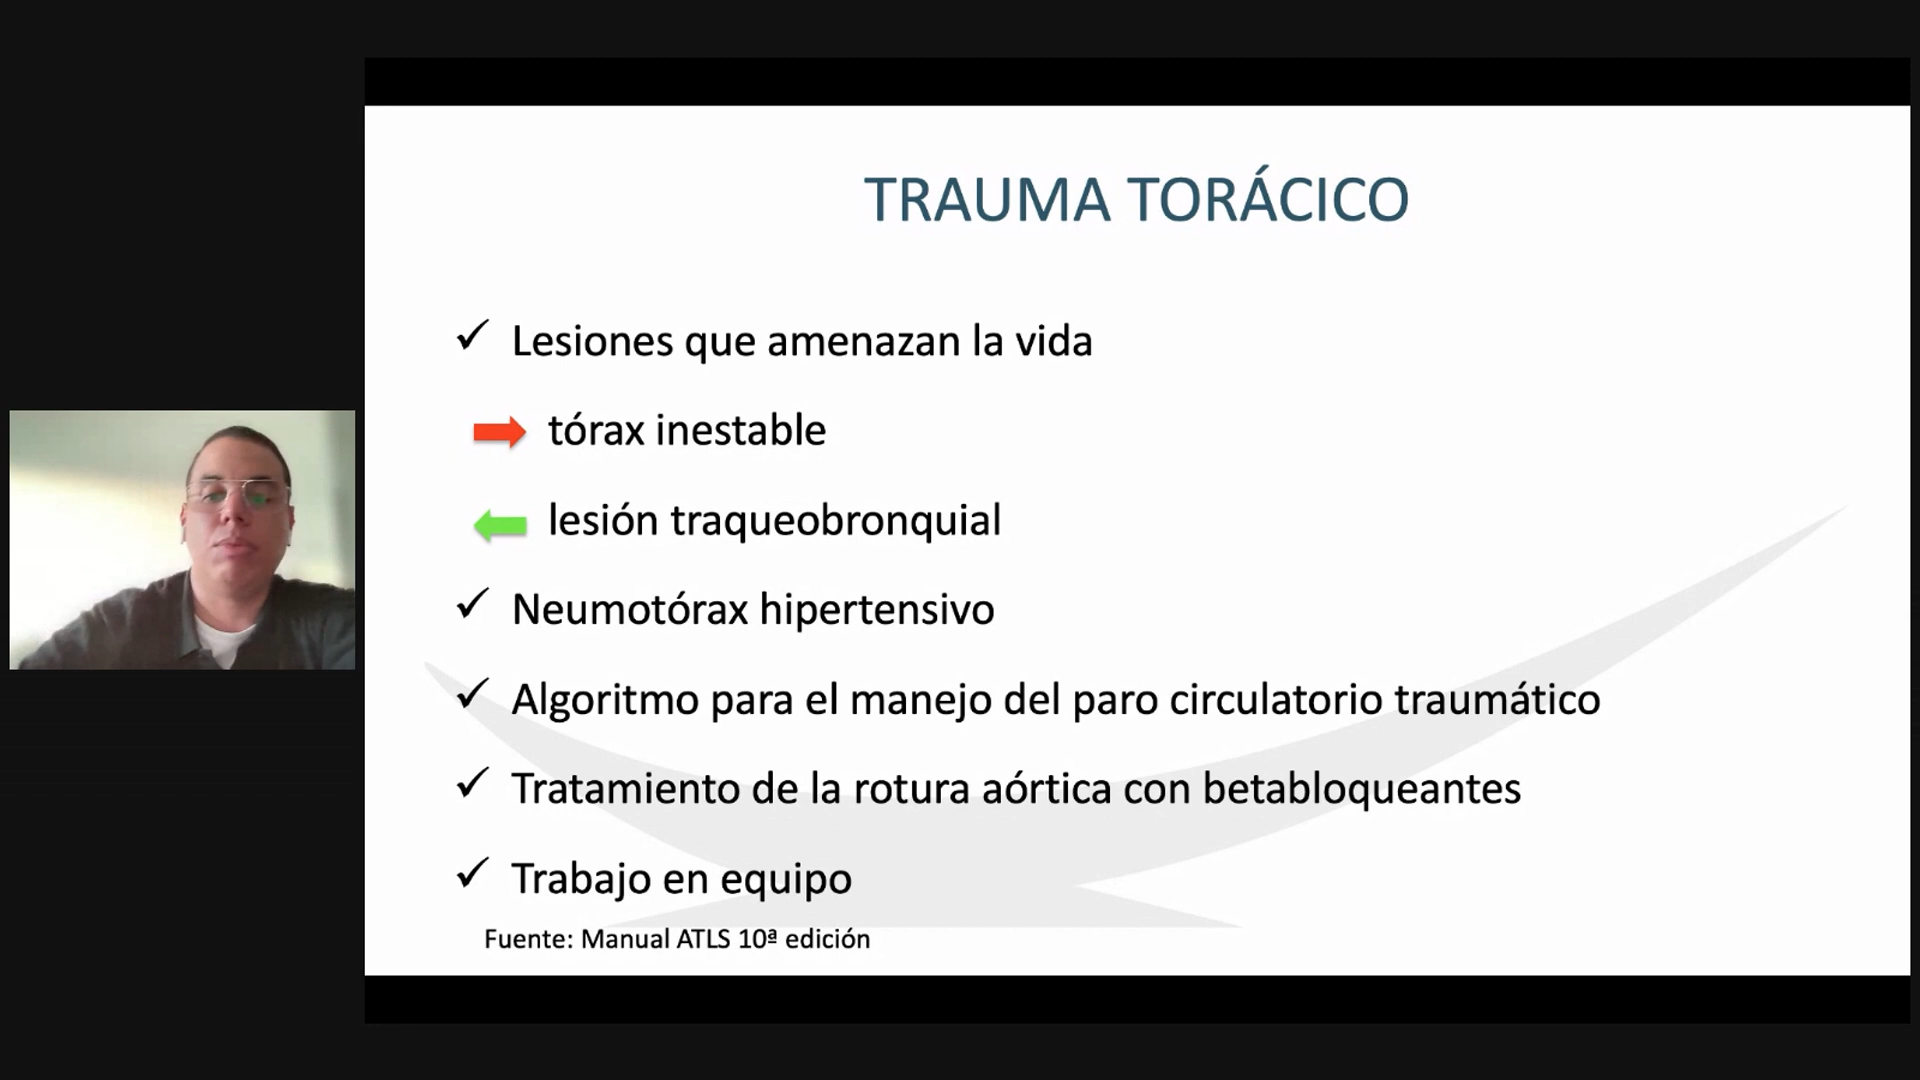 TRAUMA TORÁCICO
✓ Lesiones que amenazan la vida
tórax inestable
lesión traqueobronquial
✓ Neumotórax hipertensivo
✓ Algoritmo para el manejo del paro circulatorio traumático
✓ Tratamiento de la rotura aórtica con betabloqueantes
✓ Trabajo en equipo
Fuente: Manual ATLS 10ª edición